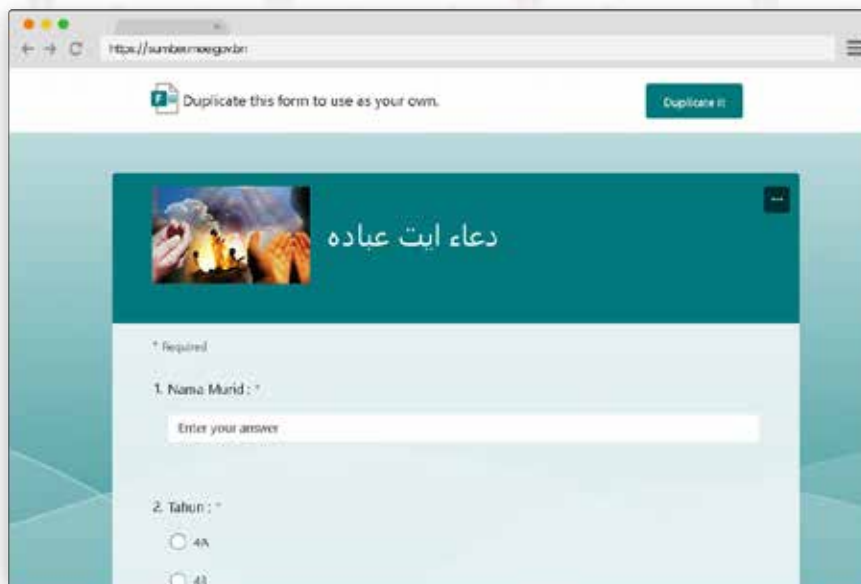 https://sumber.moe.gov.bn
Duplicate this form to use as your own.
Duplicate it
دعاء ايت عباده
* Required
1. Nama Murid : *
Enter your answer
2. Tahun : *
4A